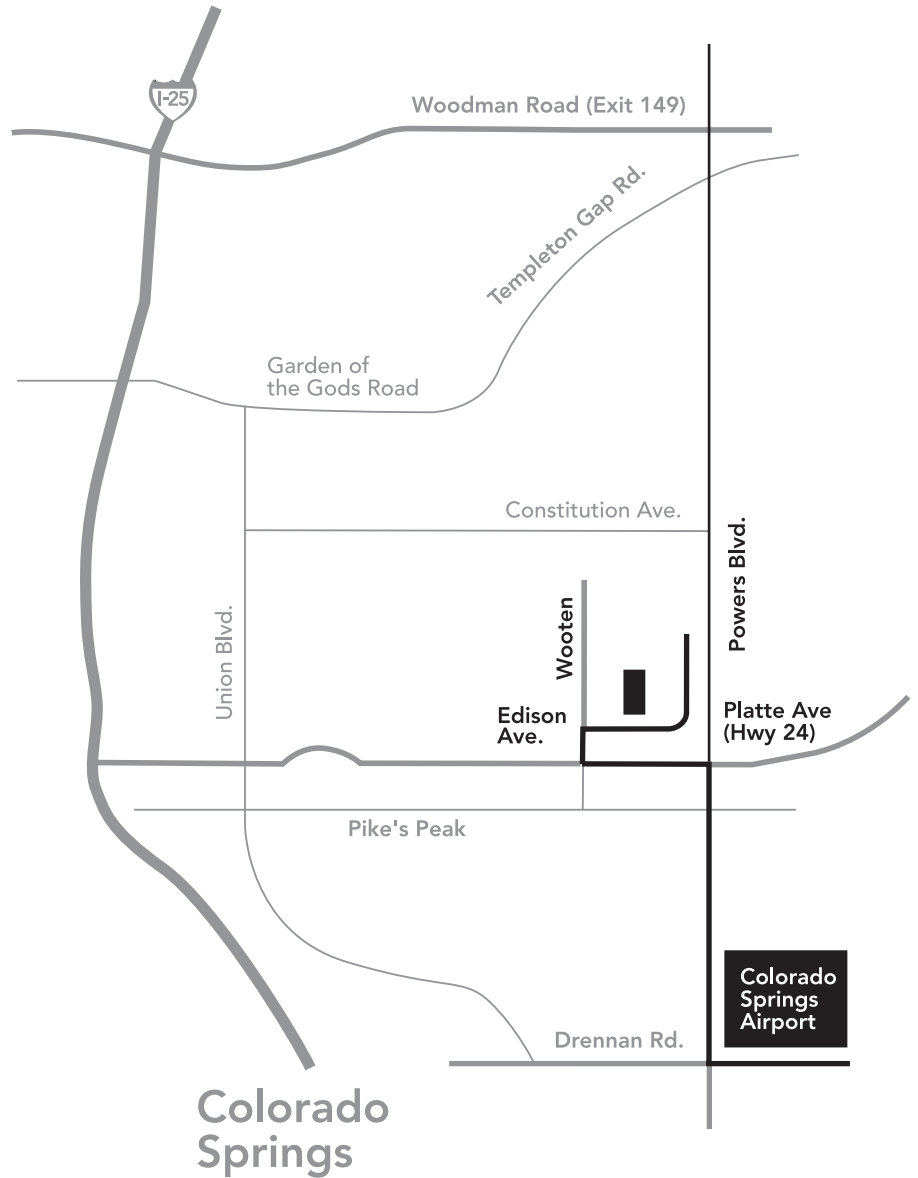 I-25
Woodman Road (Exit 149)
Templeton Gap Rd.
Garden of
the Gods Road
Constitution Ave.
Powers Blvd.
Wooten
Union Blvd.
Edison
Ave.
Platte Ave
(Hwy 24)
Pike's Peak
Colorado
Springs
Airport
Drennan Rd.
Colorado
Springs